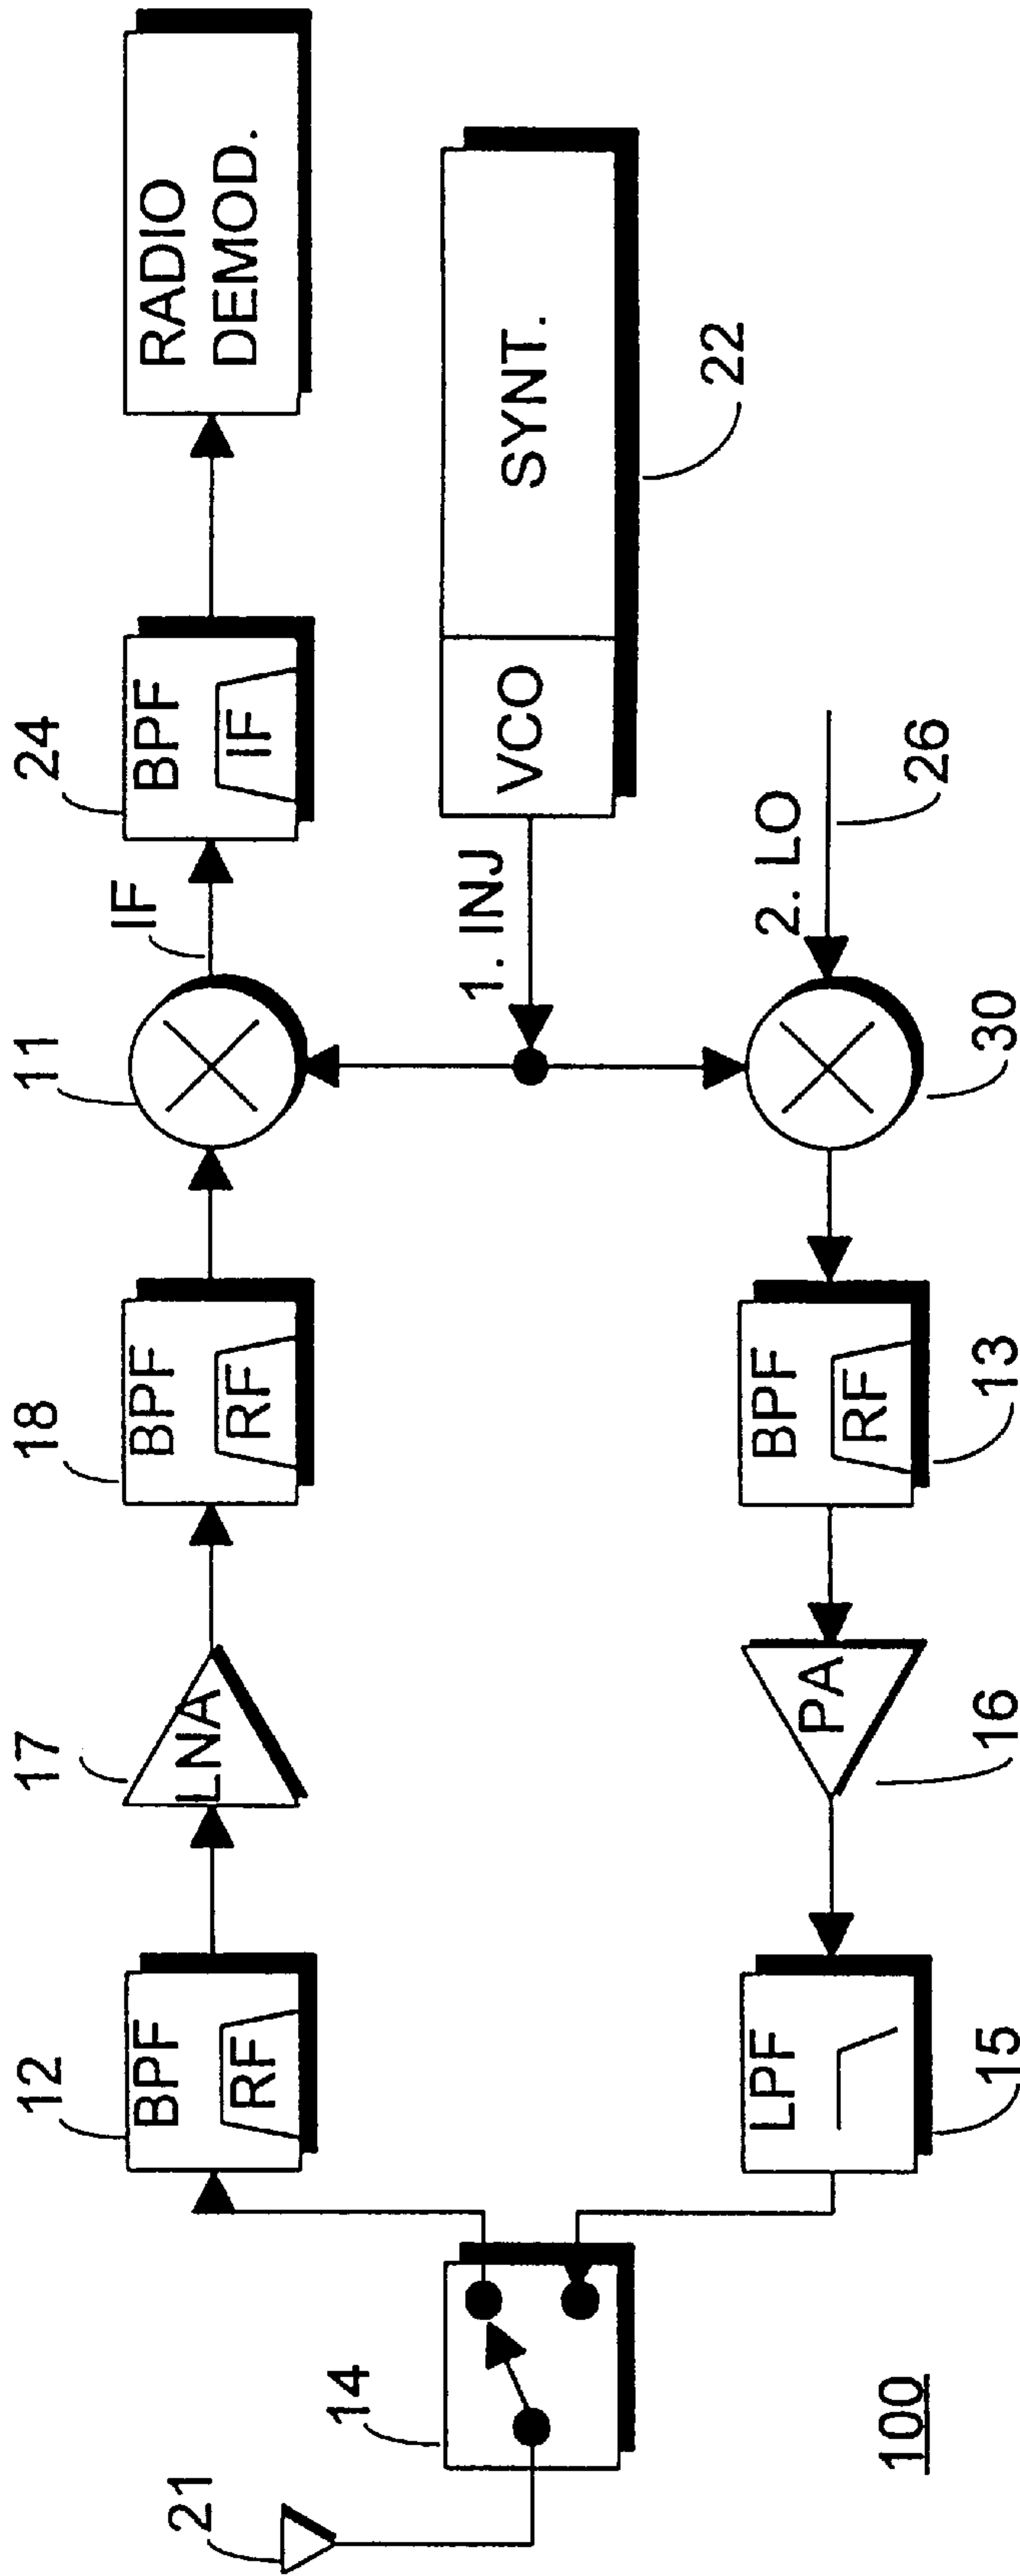 21
14
12
BPF
RF
17
LNA
18
BPF
RF
11
IF
24
BPF
IF
RADIO
DEMOD.
1. INJ
VCO
SYNT.
22
2. LO
26
30
BPF
RF
13
PA
16
LPF
15
100